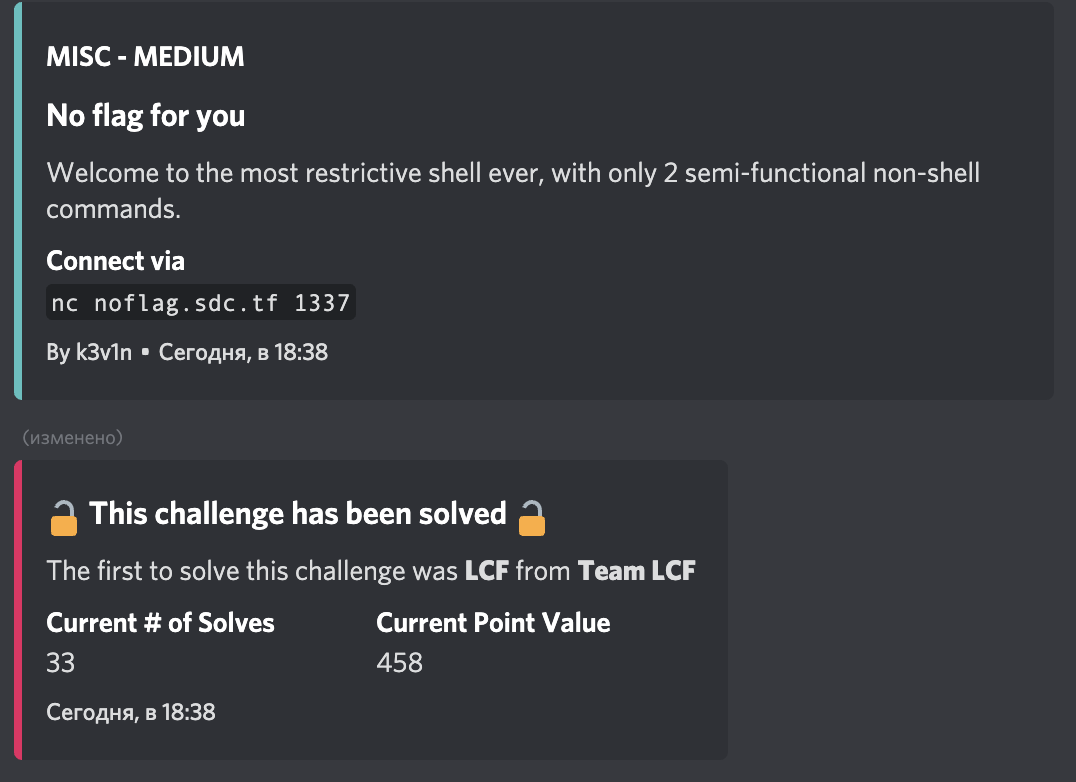 MISC - MEDIUM
No flag for you
Welcome to the most restrictive shell ever, with only 2 semi-functional non-shell
commands.
Connect via
nc noflag.sdc.tf 1337
By k3v1n • Сегодня, в 18:38
(изменено)
This challenge has been solved
The first to solve this challenge was LCF from Team LCF
Current # of Solves Current Point Value
33 458
Сегодня, в 18:38